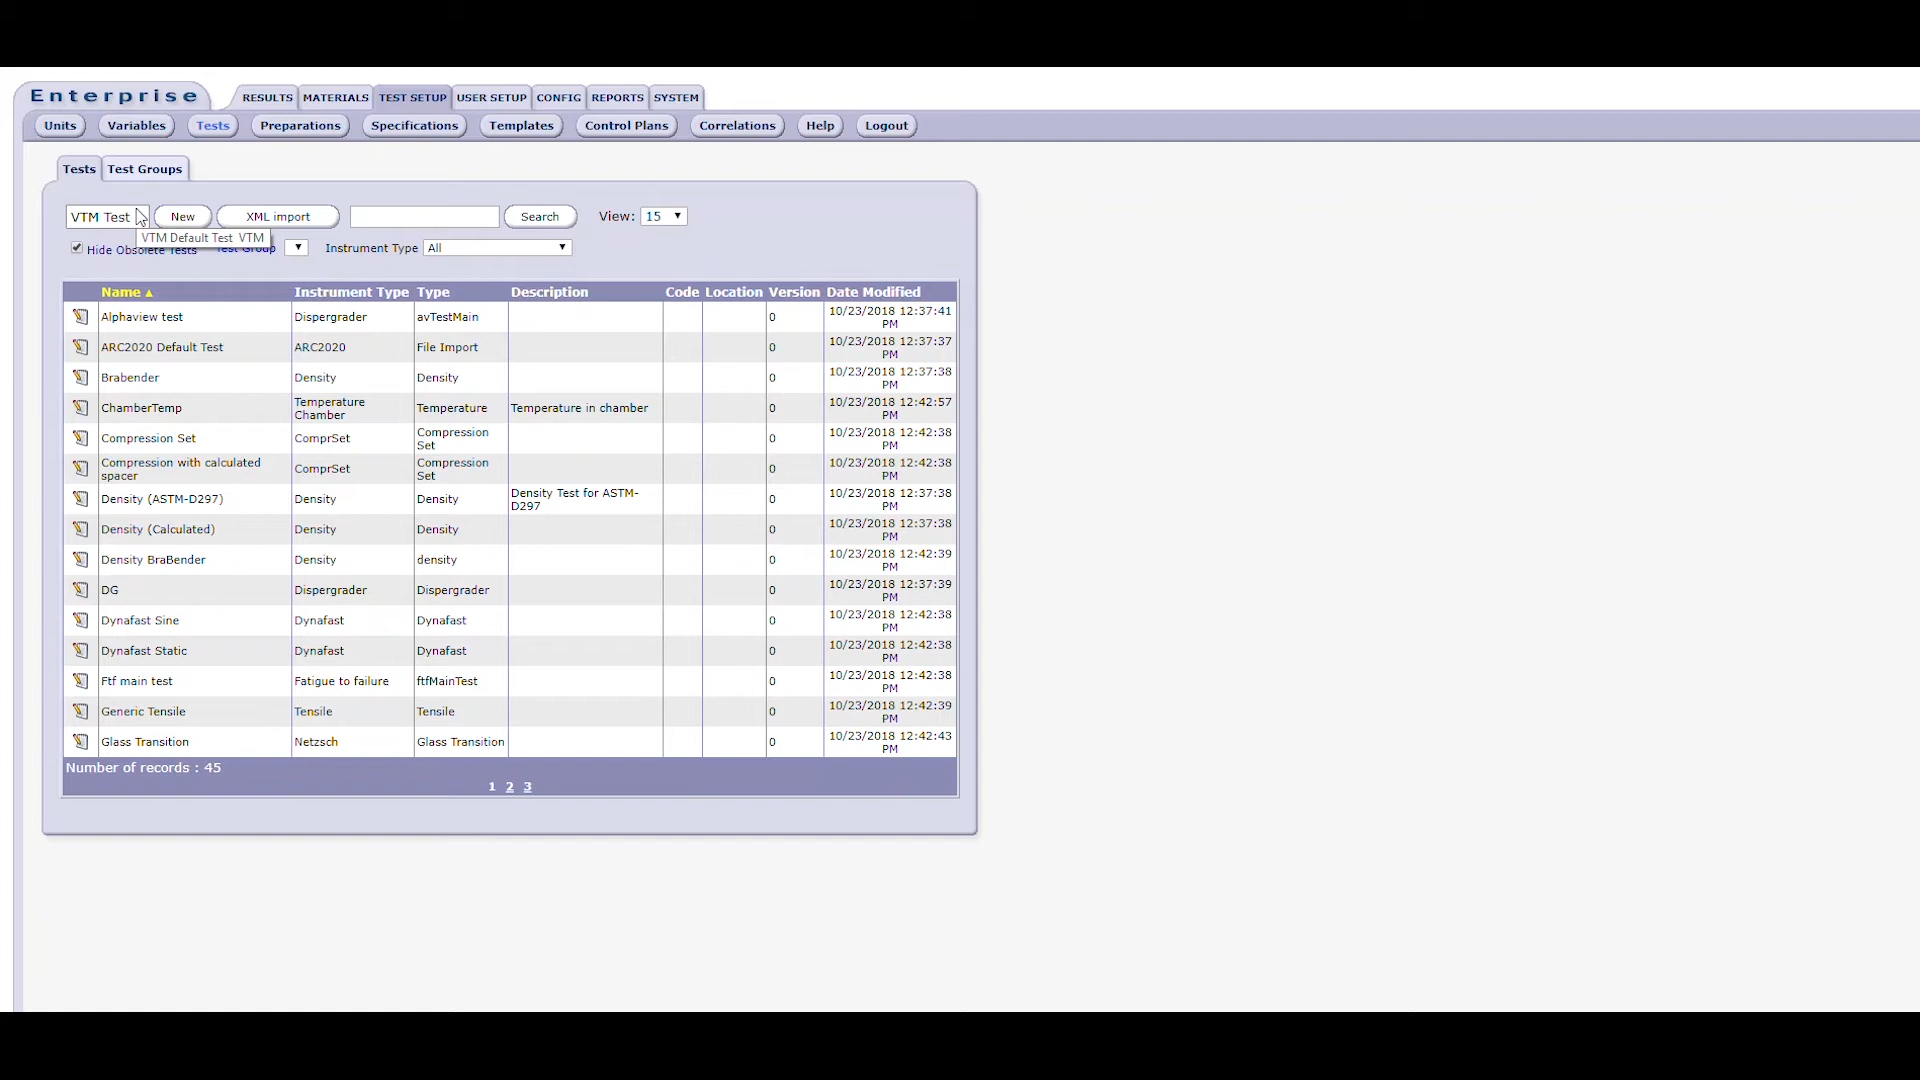 Enterprise
RESULTS MATERIALS TEST SETUP USER SETUP CONFIG REPORTS SYSTEM
Units Variables Tests Preparations Specifications Templates Control Plans Correlations Help Logout
Tests Test Groups
VTM Test New XML import Search View: 15
VTM Default Test VTM
Hide Obsolete Tests Test Group Instrument Type All
Name Instrument Type Type Description Code Location Version Date Modified
Alphaview test Dispergrader avTestMain 0 10/23/2018 12:37:41
PM
ARC2020 Default Test ARC2020 File Import 0 10/23/2018 12:37:37
PM
Brabender Density Density 0 10/23/2018 12:37:38
PM
ChamberTemp Temperature Chamber Temperature Temperature in chamber 0 10/23/2018 12:42:57
PM
Compression Set ComprSet Compression Set 0 10/23/2018 12:42:38
PM
Compression with calculated spacer ComprSet Compression Set 0 10/23/2018 12:42:38
PM
Density (ASTM-D297) Density Density Density Test for ASTM-D297 0 10/23/2018 12:37:38
PM
Density (Calculated) Density Density 0 10/23/2018 12:37:38
PM
Density BraBender Density density 0 10/23/2018 12:42:39
PM
DG Dispergrader Dispergrader 0 10/23/2018 12:37:39
PM
Dynafast Sine Dynafast Dynafast 0 10/23/2018 12:42:38
PM
Dynafast Static Dynafast Dynafast 0 10/23/2018 12:42:38
PM
Ftf main test Fatigue to failure ftfMainTest 0 10/23/2018 12:42:38
PM
Generic Tensile Tensile Tensile 0 10/23/2018 12:42:39
PM
Glass Transition Netzsch Glass Transition 0 10/23/2018 12:42:43
PM
Number of records : 45
1 2 3